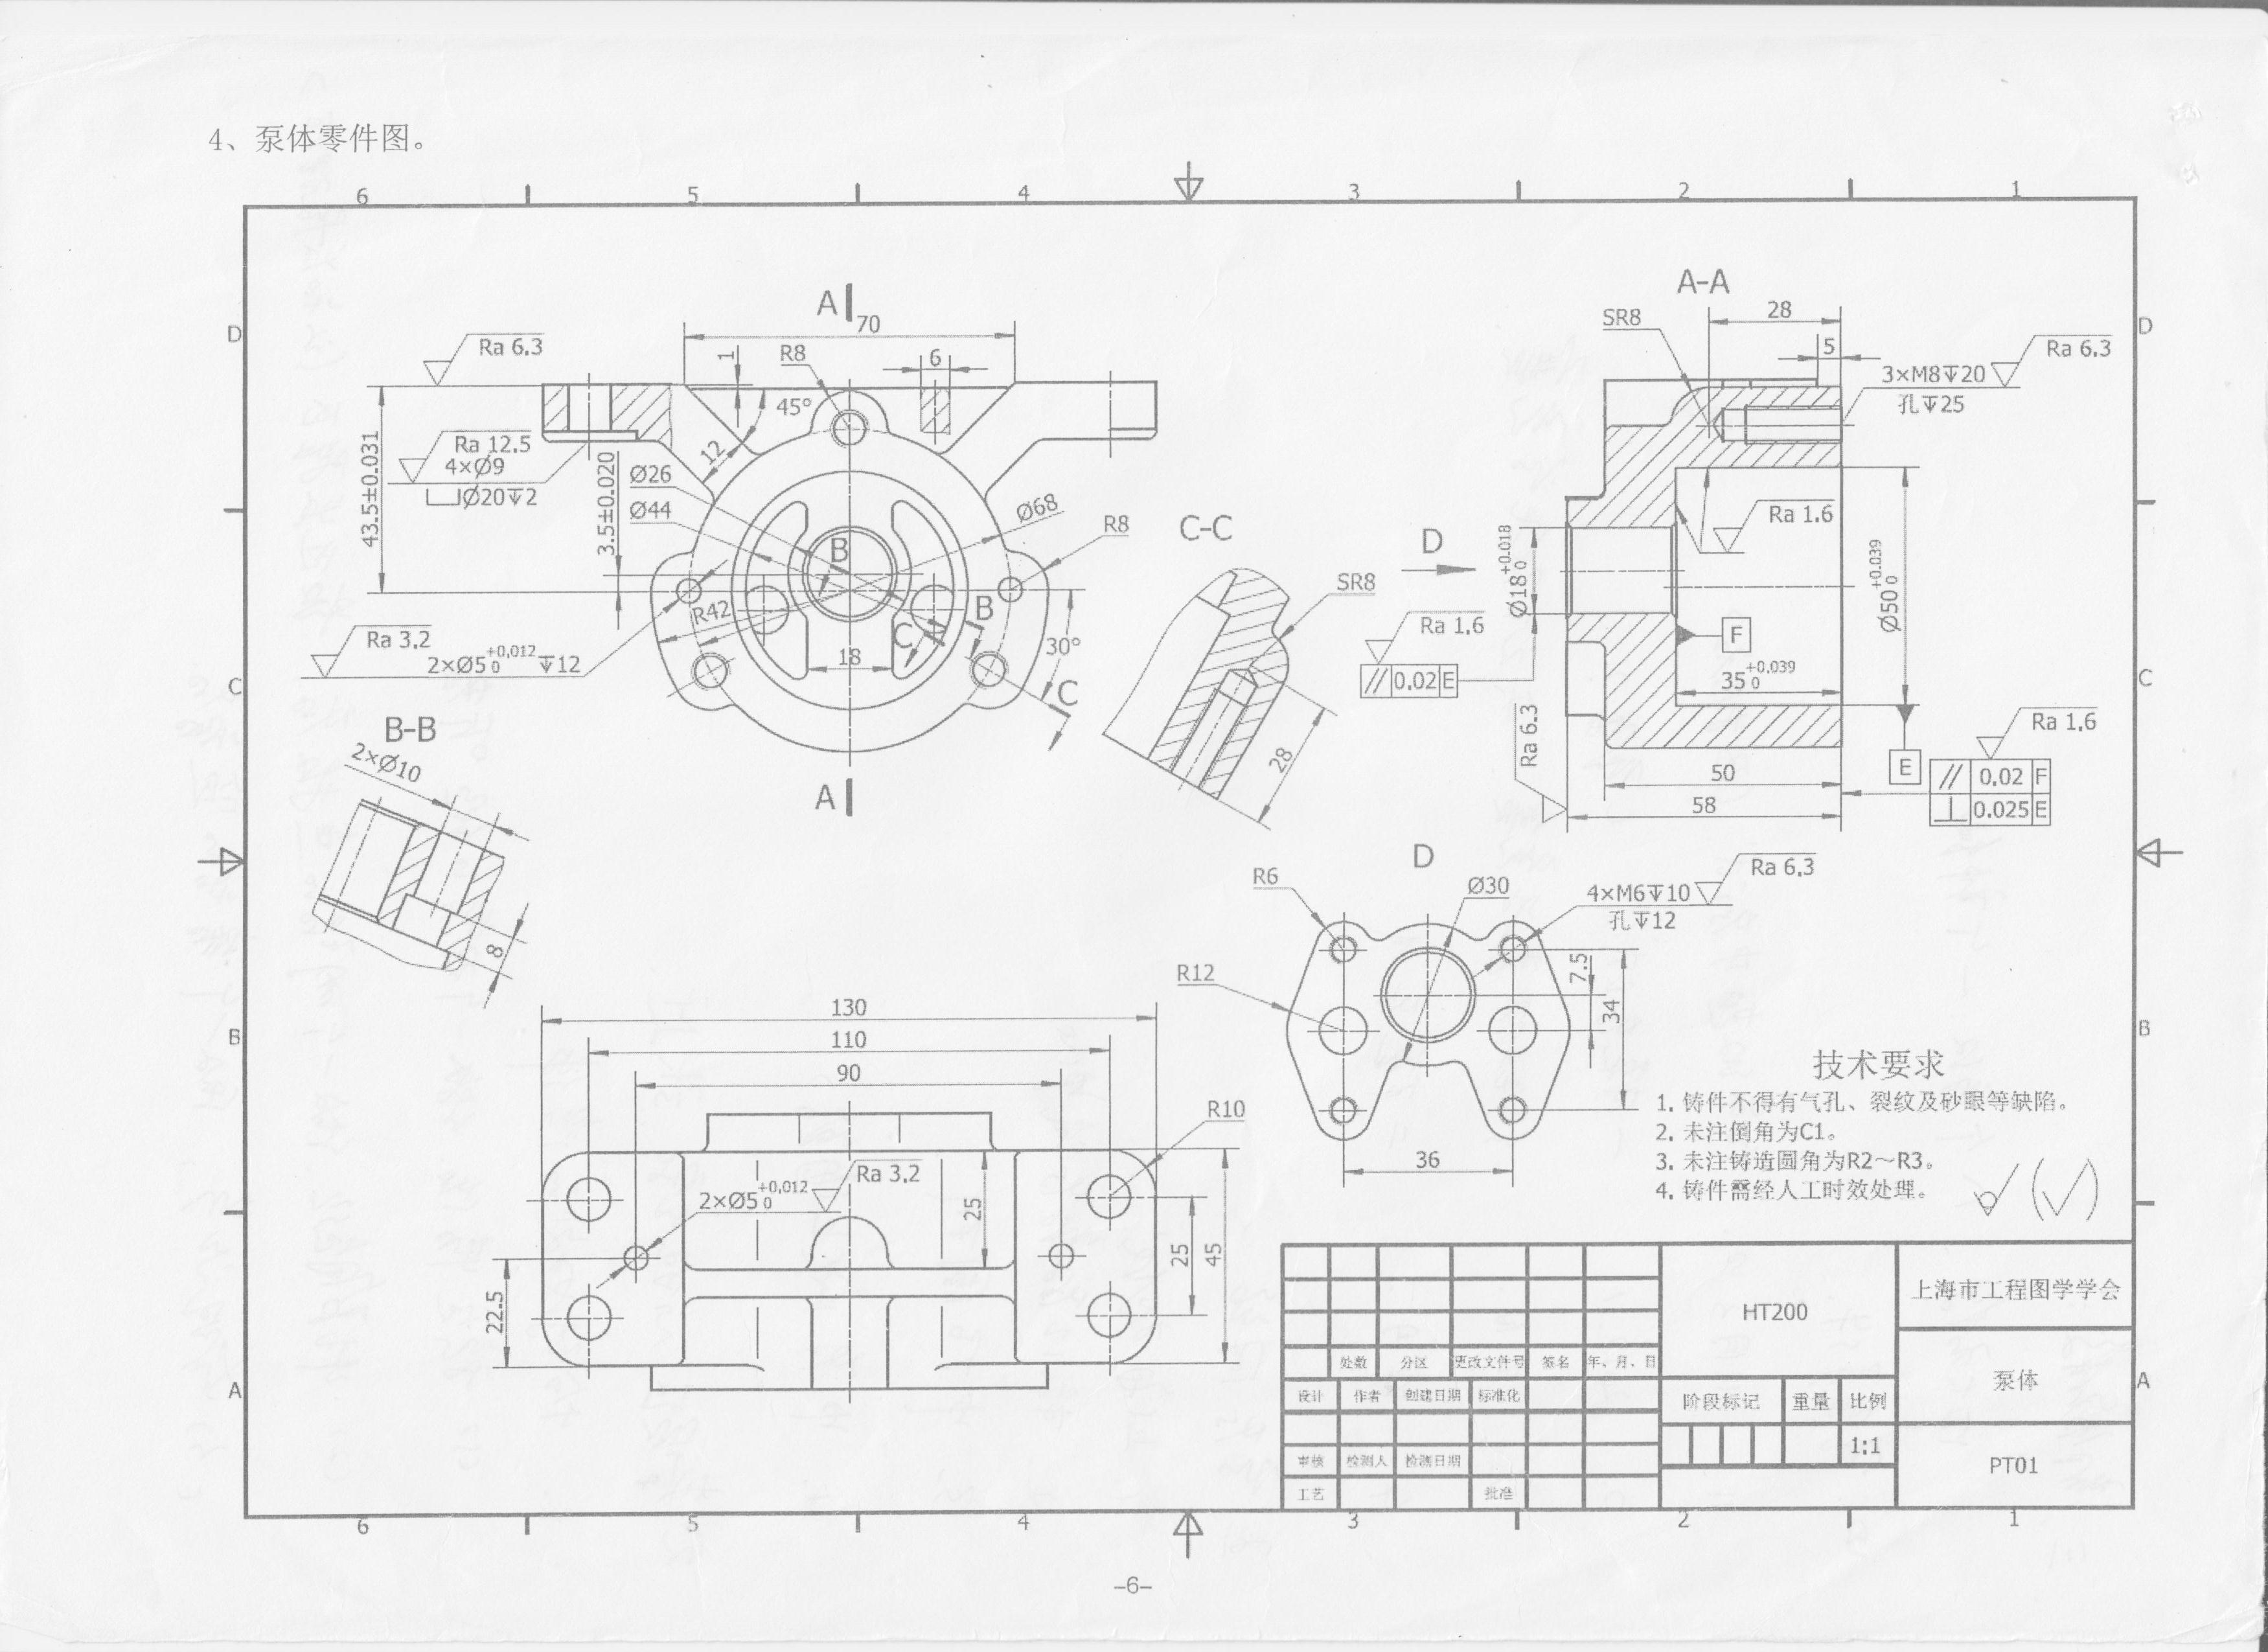 4、泵体零件图。
6 5 4 3 2 1
D
C
B
A
A
70
1
R8
6
45°
12
Ra 6.3
Ra 12.5
4×Ø9
⌴Ø20↧2
43.5±0.031
3.5±0.020
Ø26
Ø44
Ø68
R8
R42
18
30°
B
B
C
C
Ra 3.2
2×Ø5 +0.012 0 ↧12
A
B-B
2×Ø10
8
C-C
SR8
28
A-A
SR8
28
5
3×M8↧20
孔↧25
Ra 6.3
Ra 1.6
D
Ø18 +0.018 0
Ra 1.6
// 0.02 E
F
35 +0.039 0
Ø50 +0.039 0
Ra 6.3
50
58
E
Ra 1.6
// 0.02 F
⊥ 0.025 E
D
R6
Ø30
4×M6↧10
孔↧12
Ra 6.3
R12
7.5
34
36
130
110
90
R10
2×Ø5 +0.012 0
Ra 3.2
25
25
45
22.5
技术要求
1. 铸件不得有气孔、裂纹及砂眼等缺陷。
2. 未注倒角为C1。
3. 未注铸造圆角为R2~R3。
4. 铸件需经人工时效处理。
处数 分区 更改文件号 签名 年、月、日
设计 作者 创建日期 标准化
审核 检测人 检测日期
工艺 批准
HT200
阶段标记 重量 比例
1:1
上海市工程图学学会
泵体
PT01
D
C
B
A
6 5 4 3 2 1
-6-